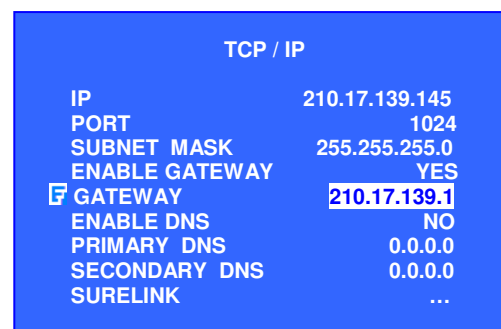 TCP / IP
IP 210.17.139.145
PORT 1024
SUBNET MASK 255.255.255.0
ENABLE GATEWAY YES
F GATEWAY 210.17.139.1
ENABLE DNS NO
PRIMARY DNS 0.0.0.0
SECONDARY DNS 0.0.0.0
SURELINK ...